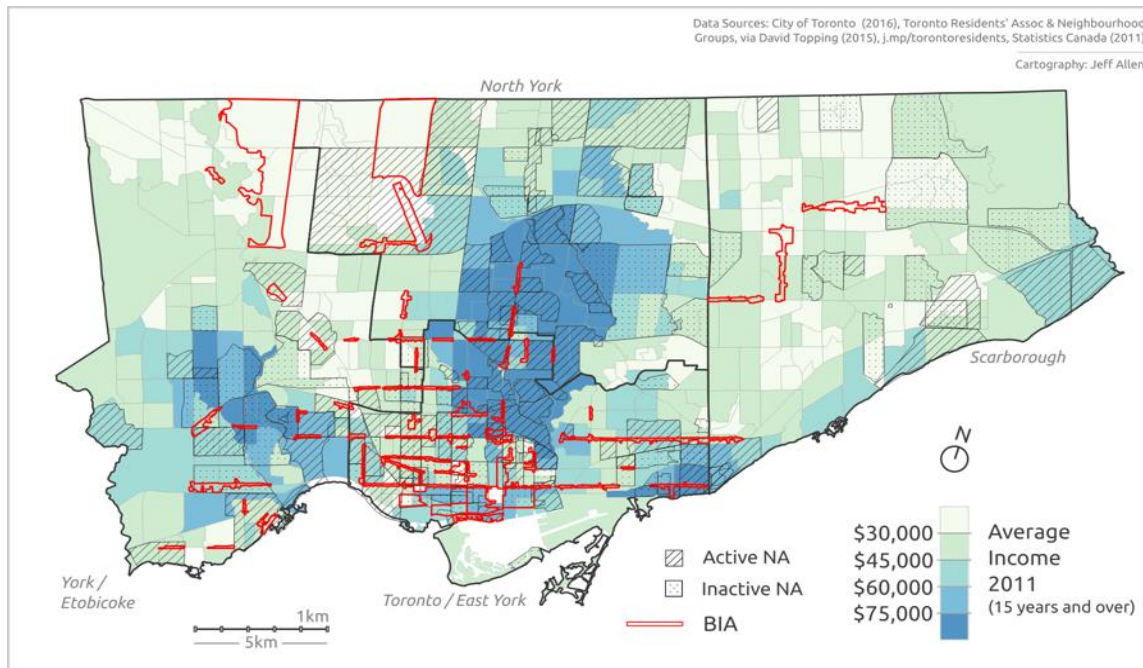 Data Sources: City of Toronto (2016), Toronto Residents' Assoc & Neighbourhood
Groups, via David Topping (2015), j.mp/torontoresidents, Statistics Canada (2011)
Cartography: Jeff Allen
North York
Scarborough
N
York /
Etobicoke
Toronto / East York
1km
5km
Active NA
Inactive NA
BIA
$30,000
$45,000
$60,000
$75,000
Average
Income
2011
(15 years and over)